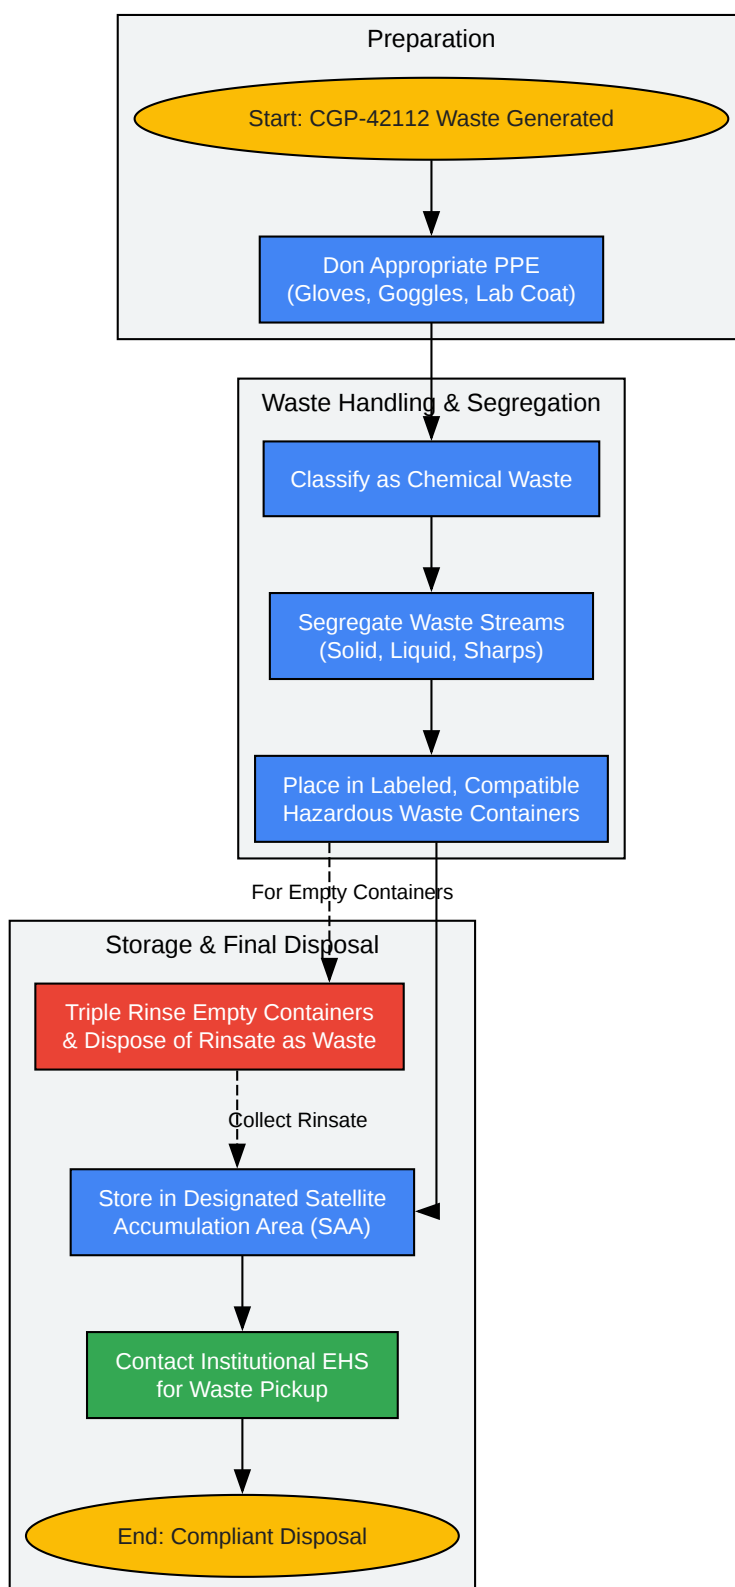 Preparation
Start: CGP-42112 Waste Generated
Don Appropriate PPE
(Gloves, Goggles, Lab Coat)
Waste Handling & Segregation
Classify as Chemical Waste
Segregate Waste Streams
(Solid, Liquid, Sharps)
Place in Labeled, Compatible
Hazardous Waste Containers
For Empty Containers
Storage & Final Disposal
Triple Rinse Empty Containers
& Dispose of Rinsate as Waste
Collect Rinsate
Store in Designated Satellite
Accumulation Area (SAA)
Contact Institutional EHS
for Waste Pickup
End: Compliant Disposal